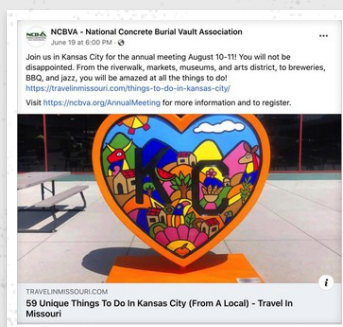 NCBVA
NCBVA - National Concrete Burial Vault Association
June 19 at 6:00 PM ·
Join us in Kansas City for the annual meeting August 10-11! You will not be
disappointed. From the riverwalk, markets, museums, and arts district, to breweries,
BBQ, and jazz, you will be amazed at all the things to do!
https://travelinmissouri.com/things-to-do-in-kansas-city/
Visit https://ncbva.org/AnnualMeeting for more information and to register.
KC
TRAVELINMISSOURI.COM
59 Unique Things To Do In Kansas City (From A Local) - Travel In
Missouri